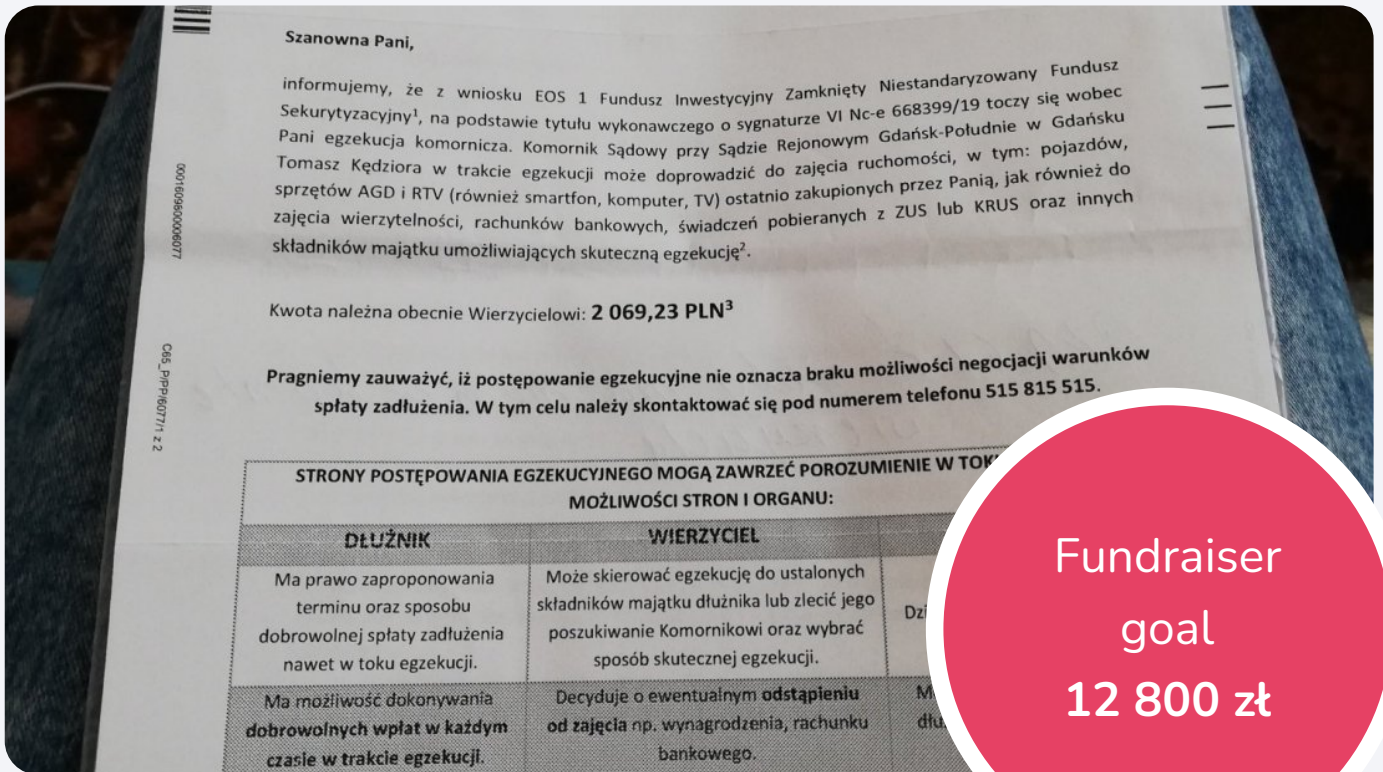 Szanowna Pani,
informujemy, że z wniosku EOS 1 Fundusz Inwestycyjny Zamknięty Niestandaryzowany Fundusz
Sekurytyzacyjny¹, na podstawie tytułu wykonawczego o sygnaturze VI Nc-e 668399/19 toczy się wobec
Pani egzekucja komornicza. Komornik Sądowy przy Sądzie Rejonowym Gdańsk-Południe w Gdańsku
Tomasz Kędziora w trakcie egzekucji może doprowadzić do zajęcia ruchomości, w tym: pojazdów,
sprzętów AGD i RTV (również smartfon, komputer, TV) ostatnio zakupionych przez Panią, jak również do
zajęcia wierzytelności, rachunków bankowych, świadczeń pobieranych z ZUS lub KRUS oraz innych
składników majątku umożliwiających skuteczną egzekucję².
Kwota należna obecnie Wierzycielowi: 2 069,23 PLN³
Pragniemy zauważyć, iż postępowanie egzekucyjne nie oznacza braku możliwości negocjacji warunków
spłaty zadłużenia. W tym celu należy skontaktować się pod numerem telefonu 515 815 515.
STRONY POSTĘPOWANIA EGZEKUCYJNEGO MOGĄ ZAWRZEĆ POROZUMIENIE W TOK
MOŻLIWOŚCI STRON I ORGANU:
DŁUŻNIK
Ma prawo zaproponowania
terminu oraz sposobu
dobrowolnej spłaty zadłużenia
nawet w toku egzekucji.
WIERZYCIEL
Może skierować egzekucję do ustalonych
składników majątku dłużnika lub zlecić jego
poszukiwanie Komornikowi oraz wybrać
sposób skutecznej egzekucji.
Dzi
Ma możliwość dokonywania
dobrowolnych wpłat w każdym
czasie w trakcie egzekucji.
Decyduje o ewentualnym odstąpieniu
od zajęcia np. wynagrodzenia, rachunku
bankowego.
M
dłu
0001609600006077
C65_P/PP/6077/1 z 2
Fundraiser
goal
12 800 zł